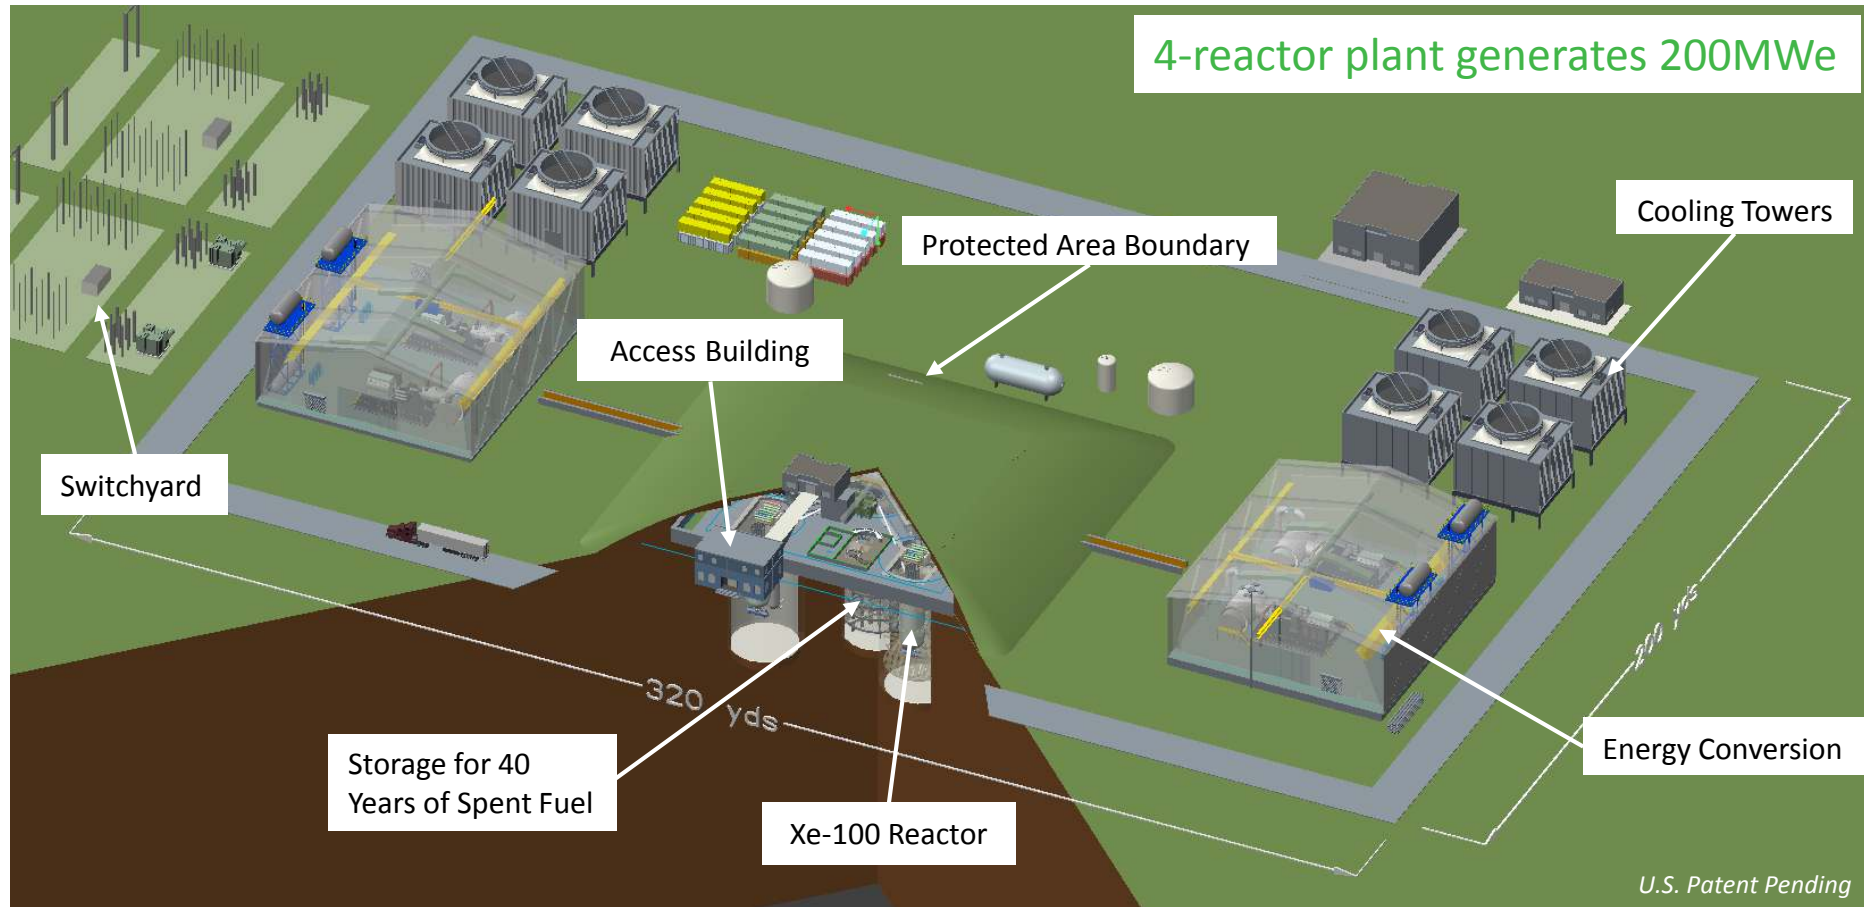 4-reactor plant generates 200MWe
Cooling Towers
Protected Area Boundary
Access Building
Switchyard
320 yds
200 yds
Storage for 40
Years of Spent Fuel
Xe-100 Reactor
Energy Conversion
U.S. Patent Pending